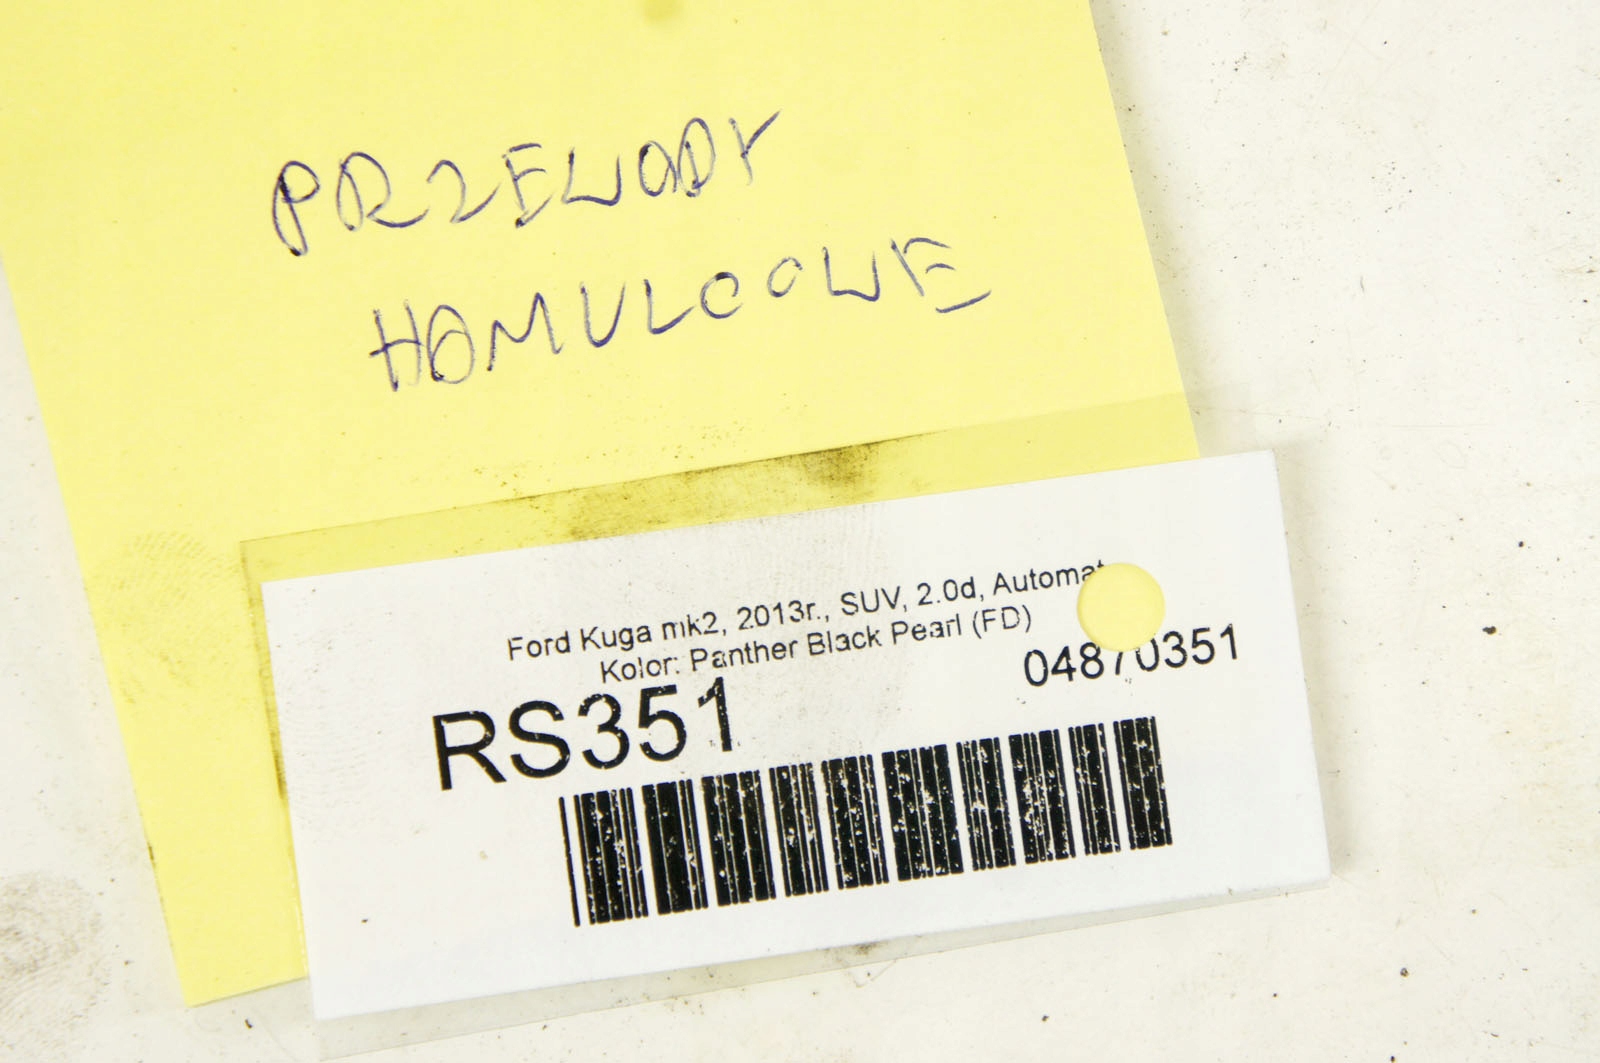 PRZEWODY
HAMULCOWE
Ford Kuga mk2, 2013r., SUV, 2.0d, Automat
Kolor: Panther Black Pearl (FD)
04870351
RS351